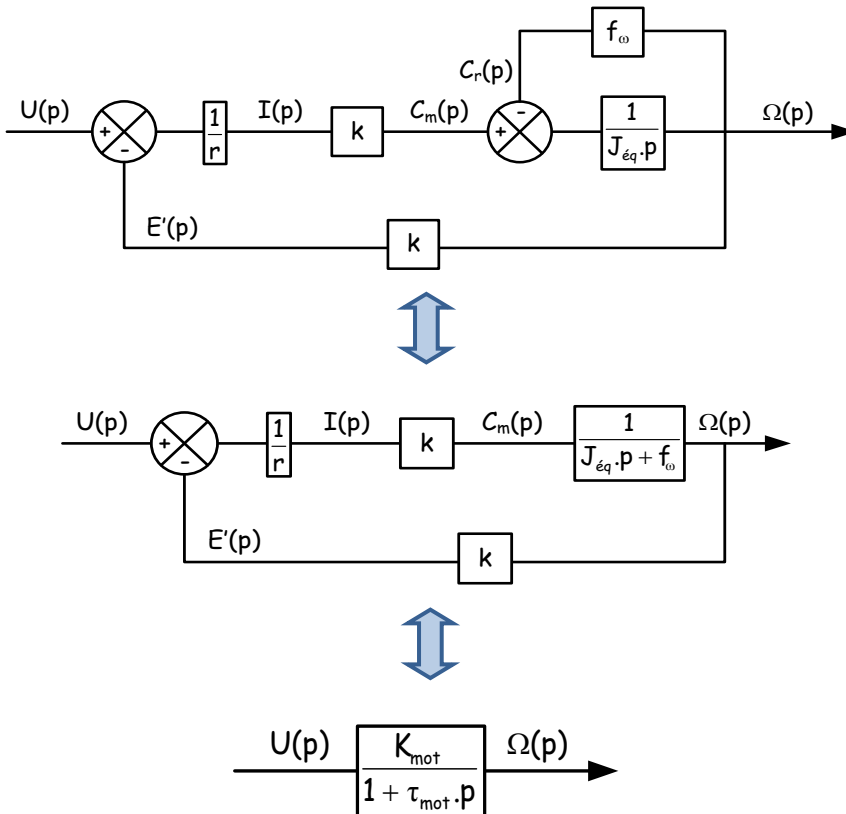 f_ω
C_r(p)
U(p) + - 1/r I(p) k C_m(p) + - 1/(J_éq.p) Ω(p)
E'(p) k
U(p) + - 1/r I(p) k C_m(p) 1/(J_éq.p + f_ω) Ω(p)
E'(p) k
U(p) K_mot/(1 + τ_mot.p) Ω(p)